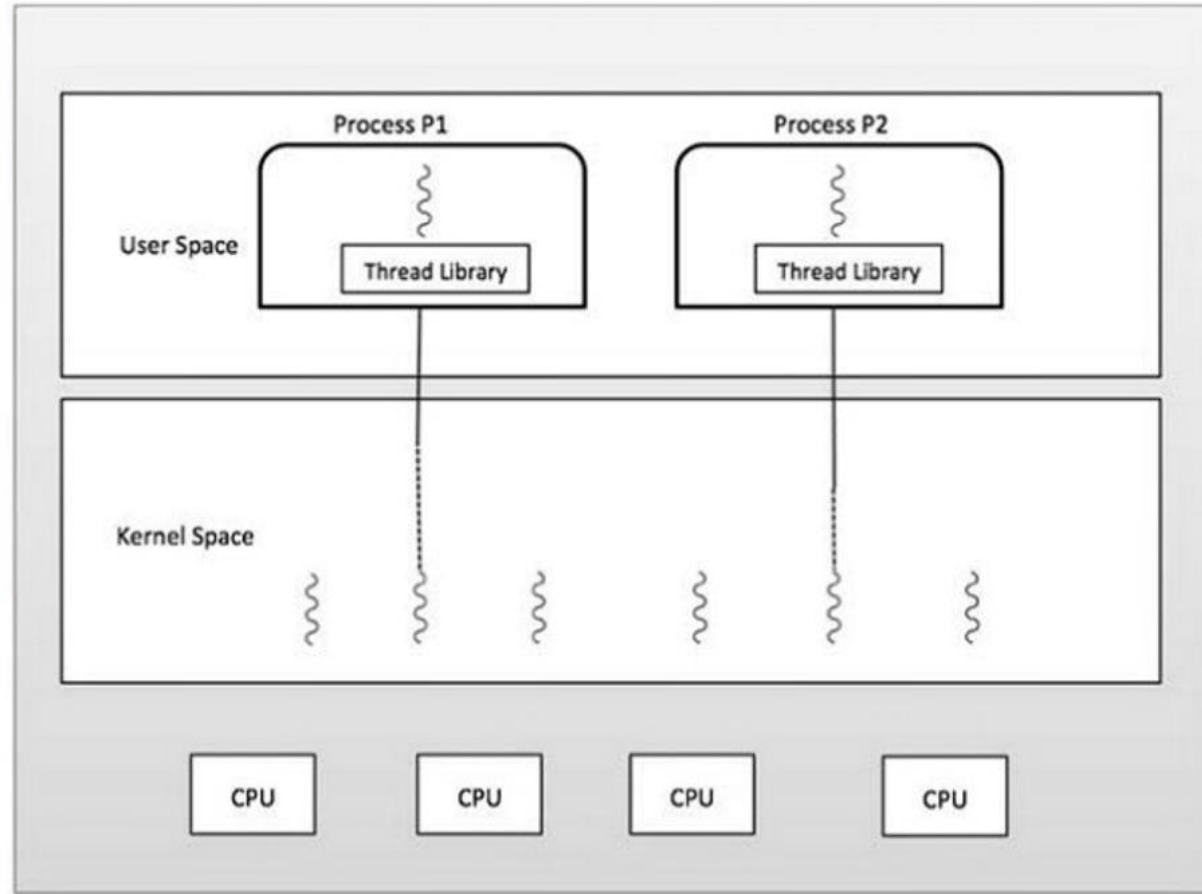 Process P1
Process P2
User Space
Thread Library
Thread Library
Kernel Space
CPU
CPU
CPU
CPU